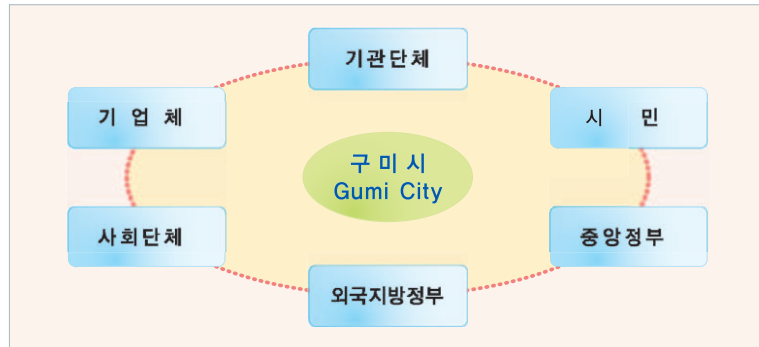 기관단체
기 업 체
시 민
구 미 시
Gumi City
사회단체
중앙정부
외국지방정부